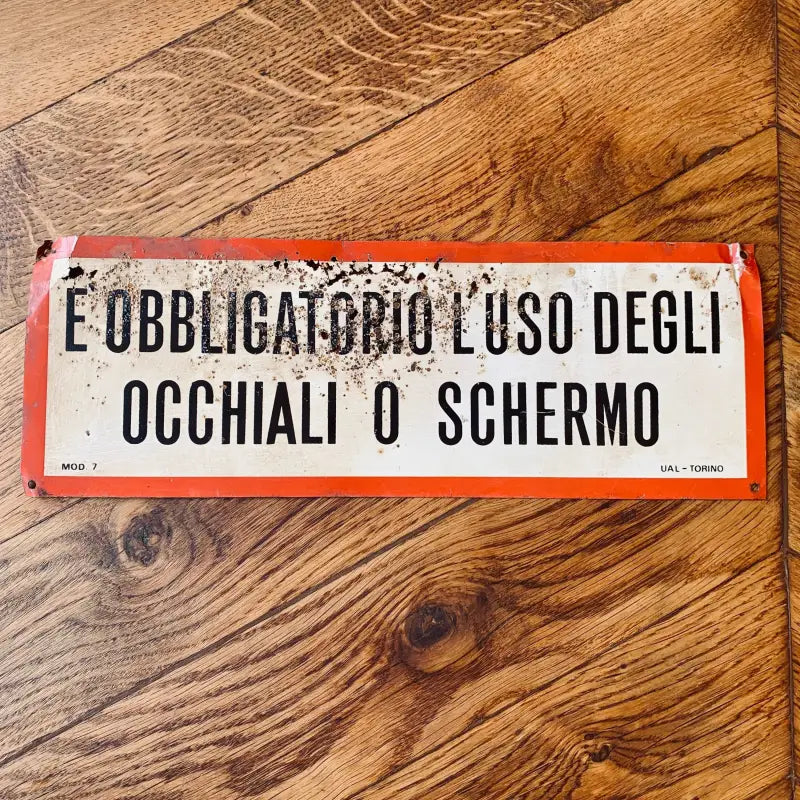 E' OBBLIGATORIO L'USO DEGLI
OCCHIALI O SCHERMO
MOD. 7
UAL - TORINO